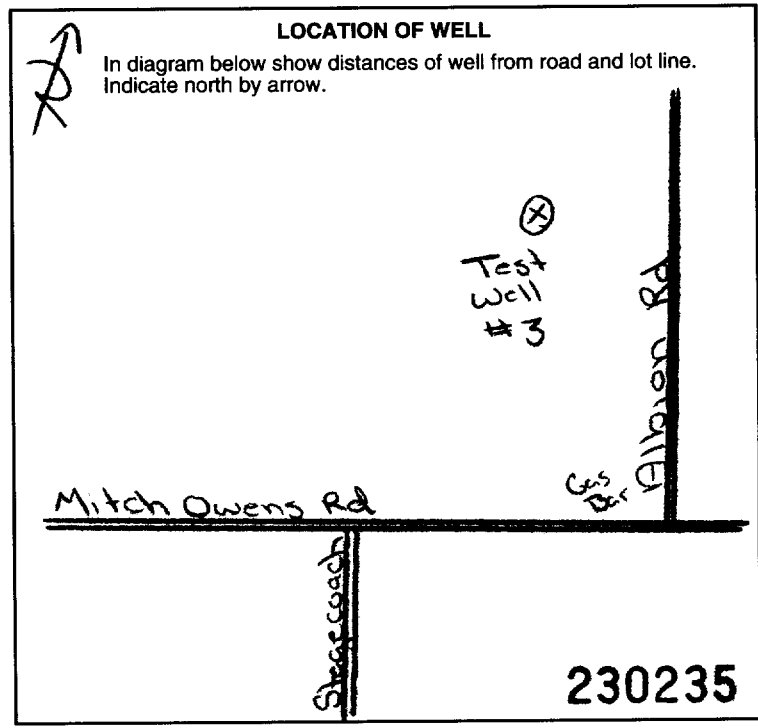 LOCATION OF WELL
In diagram below show distances of well from road and lot line.
Indicate north by arrow.
Test
Well
#3
Albion Rd
Gas
Bar
Mitch Owens Rd
Stagecoach
230235